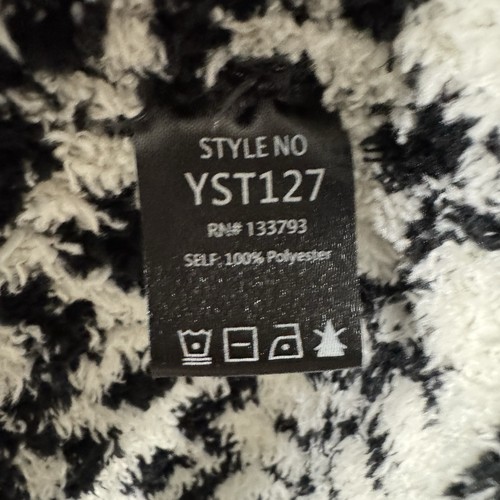 STYLE NO
YST127
RN# 133793
SELF: 100% Polyester